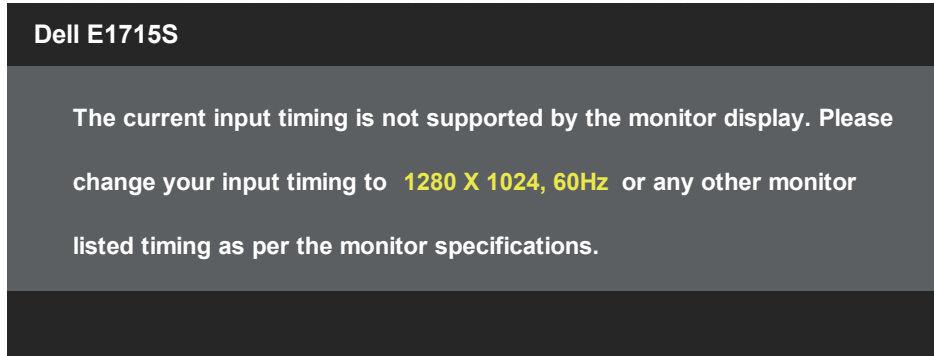 Dell E1715S
The current input timing is not supported by the monitor display. Please
change your input timing to 1280 X 1024, 60Hz or any other monitor
listed timing as per the monitor specifications.